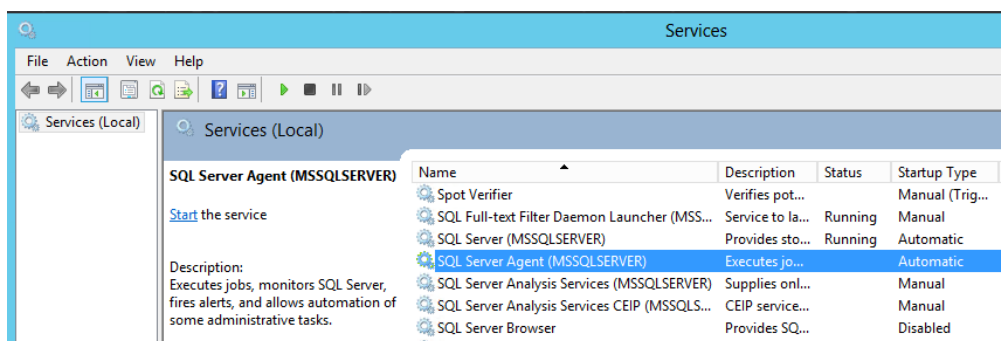 Services
File Action View Help
Services (Local)
Services (Local)
SQL Server Agent (MSSQLSERVER)
Start the service
Description:
Executes jobs, monitors SQL Server,
fires alerts, and allows automation of
some administrative tasks.
Name Description Status Startup Type
Spot Verifier Verifies pot... Manual (Trig...
SQL Full-text Filter Daemon Launcher (MSS... Service to la... Running Manual
SQL Server (MSSQLSERVER) Provides sto... Running Automatic
SQL Server Agent (MSSQLSERVER) Executes jo... Automatic
SQL Server Analysis Services (MSSQLSERVER) Supplies onl... Manual
SQL Server Analysis Services CEIP (MSSQLS... CEIP service... Manual
SQL Server Browser Provides SQ... Disabled